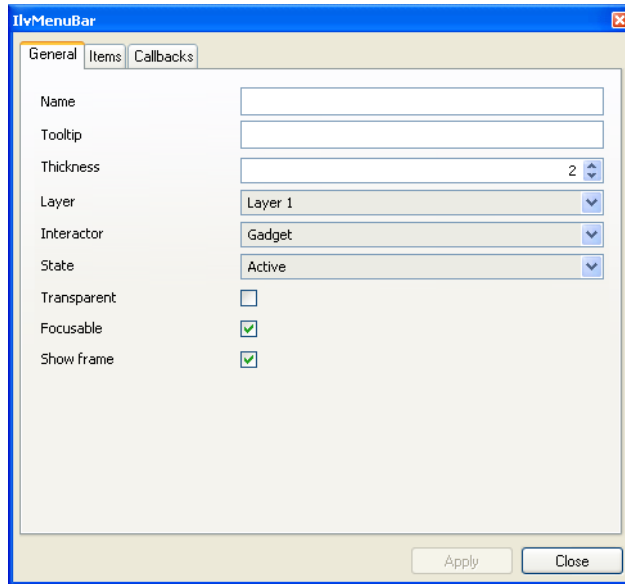 IlvMenuBar
General Items Callbacks
Name
Tooltip
Thickness 2
Layer Layer 1
Interactor Gadget
State Active
Transparent
Focusable
Show frame
Apply Close